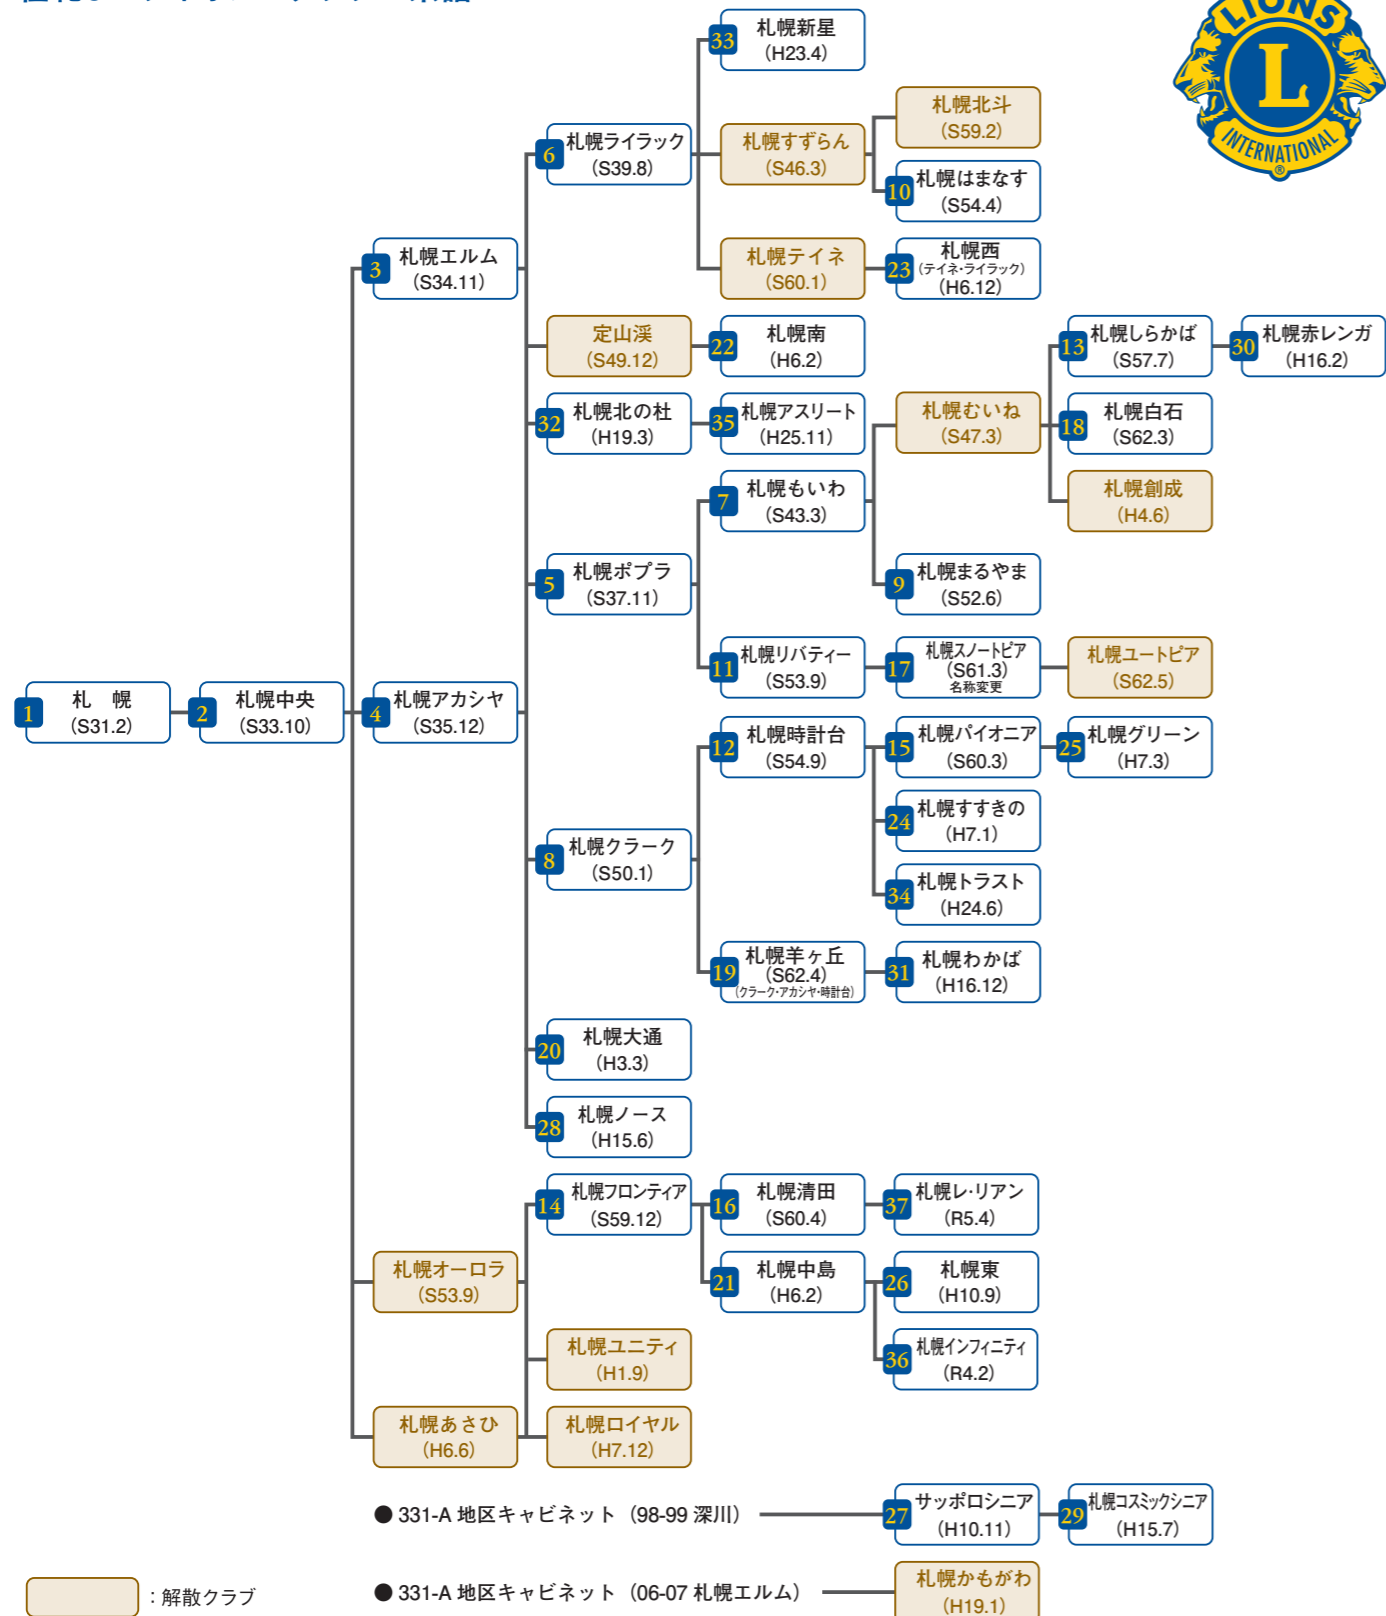 LIONS
L
INTERNATIONAL
®
33
札幌新星
(H23.4)
6
札幌ライラック
(S39.8)
札幌すずらん
(S46.3)
札幌北斗
(S59.2)
10
札幌はまなす
(S54.4)
札幌テイネ
(S60.1)
23
札幌西
(テイネ・ライラック)
(H6.12)
3
札幌エルム
(S34.11)
定山渓
(S49.12)
22
札幌南
(H6.2)
13
札幌しらかば
(S57.7)
30
札幌赤レンガ
(H16.2)
32
札幌北の杜
(H19.3)
35
札幌アスリート
(H25.11)
札幌むいね
(S47.3)
18
札幌白石
(S62.3)
7
札幌もいわ
(S43.3)
札幌創成
(H4.6)
5
札幌ポプラ
(S37.11)
9
札幌まるやま
(S52.6)
11
札幌リバティー
(S53.9)
17
札幌スノートピア
(S61.3)
名称変更
札幌ユートピア
(S62.5)
1
札　幌
(S31.2)
2
札幌中央
(S33.10)
4
札幌アカシヤ
(S35.12)
12
札幌時計台
(S54.9)
15
札幌パイオニア
(S60.3)
25
札幌グリーン
(H7.3)
24
札幌すすきの
(H7.1)
8
札幌クラーク
(S50.1)
34
札幌トラスト
(H24.6)
19
札幌羊ヶ丘
(S62.4)
(クラーク・アカシヤ・時計台)
31
札幌わかば
(H16.12)
20
札幌大通
(H3.3)
28
札幌ノース
(H15.6)
14
札幌フロンティア
(S59.12)
16
札幌清田
(S60.4)
37
札幌レ・リアン
(R5.4)
札幌オーロラ
(S53.9)
21
札幌中島
(H6.2)
26
札幌東
(H10.9)
札幌ユニティ
(H1.9)
36
札幌インフィニティ
(R4.2)
札幌あさひ
(H6.6)
札幌ロイヤル
(H7.12)
● 331-A 地区キャビネット（98-99 深川）
27
サッポロシニア
(H10.11)
29
札幌コスミックシニア
(H15.7)
：解散クラブ
● 331-A 地区キャビネット（06-07 札幌エルム）
札幌かもがわ
(H19.1)